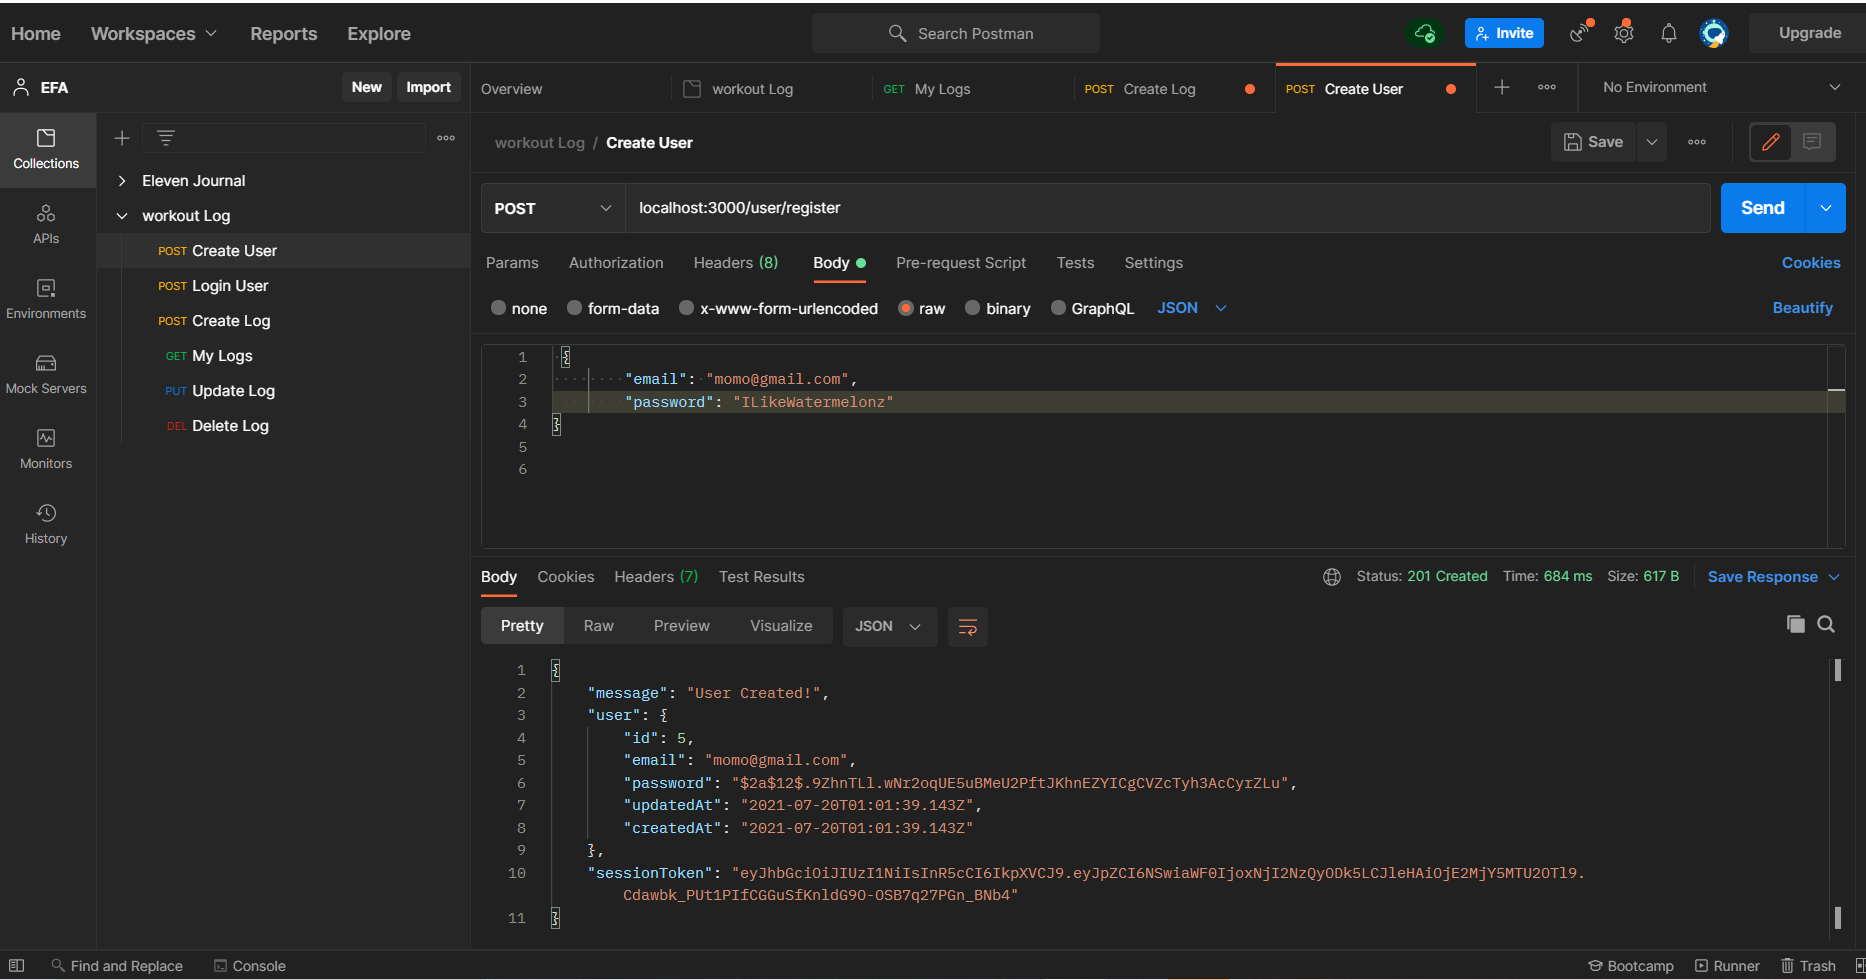 Home Workspaces Reports Explore Search Postman Invite Upgrade
EFA New Import Overview workout Log GET My Logs POST Create Log POST Create User No Environment
workout Log / Create User Save
Collections
APIs
Environments
Mock Servers
Monitors
History
Eleven Journal
workout Log
POST Create User
POST Login User
POST Create Log
GET My Logs
PUT Update Log
DEL Delete Log
POST localhost:3000/user/register Send
Params Authorization Headers (8) Body Pre-request Script Tests Settings Cookies
none form-data x-www-form-urlencoded raw binary GraphQL JSON Beautify
1 {
2 "email": "momo@gmail.com",
3 "password": "ILikeWatermelonz"
4 }
5
6
Body Cookies Headers (7) Test Results Status: 201 Created Time: 684 ms Size: 617 B Save Response
Pretty Raw Preview Visualize JSON
1 {
2 "message": "User Created!",
3 "user": {
4 "id": 5,
5 "email": "momo@gmail.com",
6 "password": "$2a$12$.9ZhnTLl.wNr2oqUE5uBMeU2PftJKhnEZYICgCVZcTyh3AcCyrZLu",
7 "updatedAt": "2021-07-20T01:01:39.143Z",
8 "createdAt": "2021-07-20T01:01:39.143Z"
9 },
10 "sessionToken": "eyJhbGciOiJIUzI1NiIsInR5cCI6IkpXVCJ9.eyJpZCI6NSwiaWF0IjoxNjI2NzQyODk5LCJleHAiOjE2MjY5MTU2OTl9.
Cdawbk_PUt1PIfCGGuSfKnldG9O-OSB7q27PGn_BNb4"
11 }
Find and Replace Console Bootcamp Runner Trash